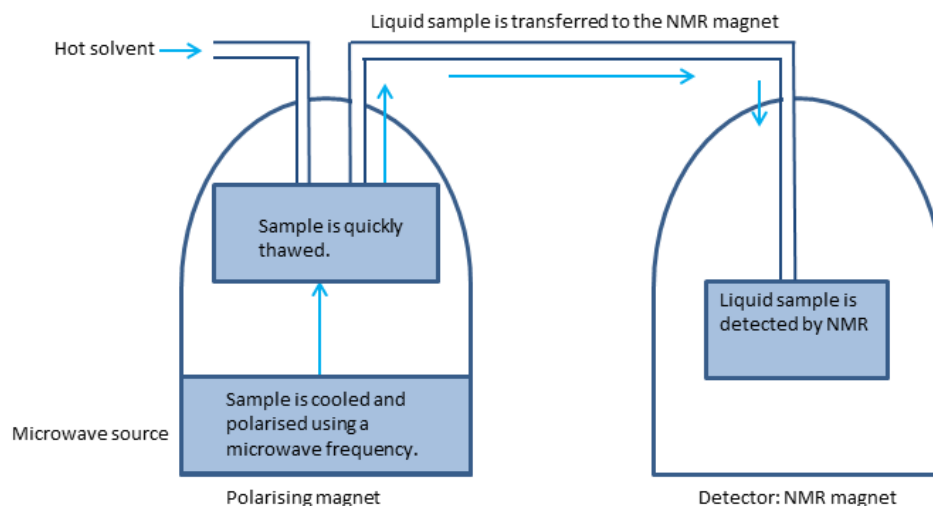 Liquid sample is transferred to the NMR magnet
Hot solvent
Sample is quickly
thawed.
Liquid sample is
detected by NMR
Sample is cooled and
polarised using a
microwave frequency.
Microwave source
Polarising magnet
Detector: NMR magnet